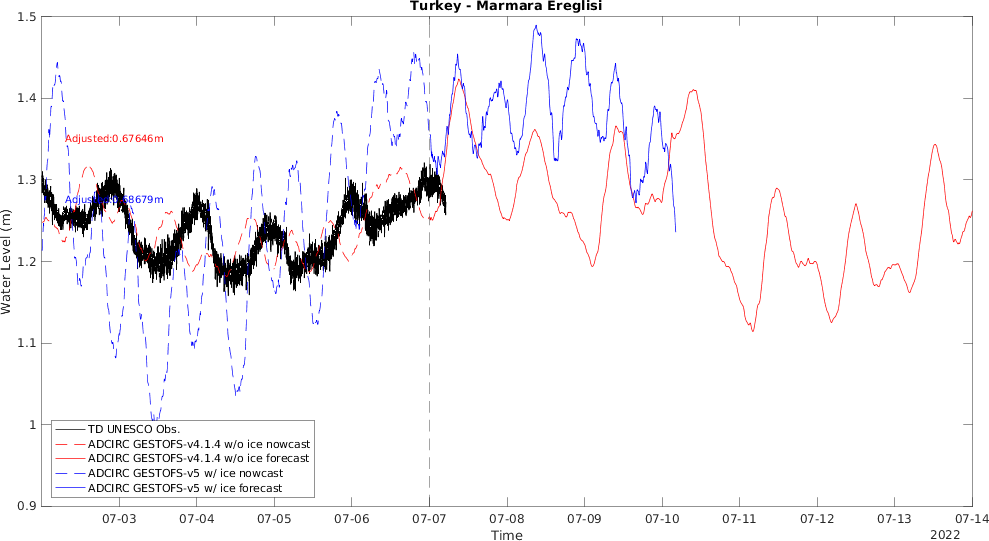 Turkey - Marmara Ereglisi
1.5
1.4
1.3
1.2
1.1
1
0.9
Water Level (m)
Adjusted:0.67646m
TD UNESCO Obs.
ADCIRC GESTOFS-v4.1.4 w/o ice nowcast
ADCIRC GESTOFS-v4.1.4 w/o ice forecast
ADCIRC GESTOFS-v5 w/ ice nowcast
ADCIRC GESTOFS-v5 w/ ice forecast
07-03 07-04 07-05 07-06 07-07 07-08 07-09 07-10 07-11 07-12 07-13 07-14
Time
2022